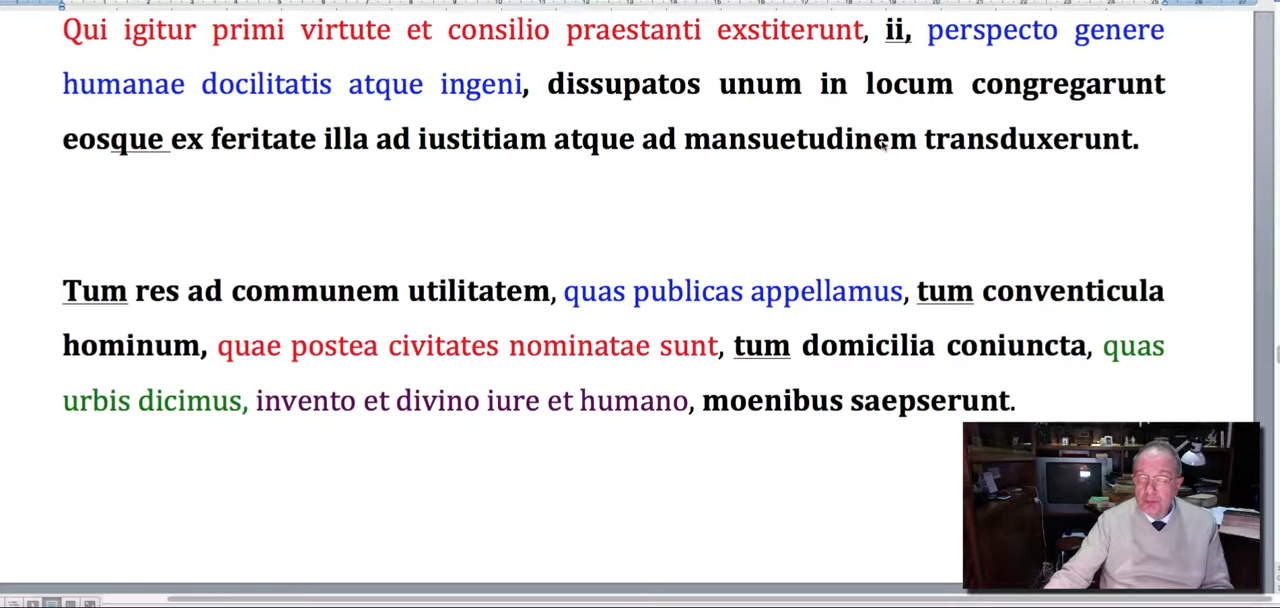 Qui igitur primi virtute et consilio praestanti exstiterunt, ii, perspecto genere
humanae docilitatis atque ingeni, dissupatos unum in locum congregarunt
eosque ex feritate illa ad iustitiam atque ad mansuetudinem transduxerunt.
Tum res ad communem utilitatem, quas publicas appellamus, tum conventicula
hominum, quae postea civitates nominatae sunt, tum domicilia coniuncta, quas
urbis dicimus, invento et divino iure et humano, moenibus saepserunt.